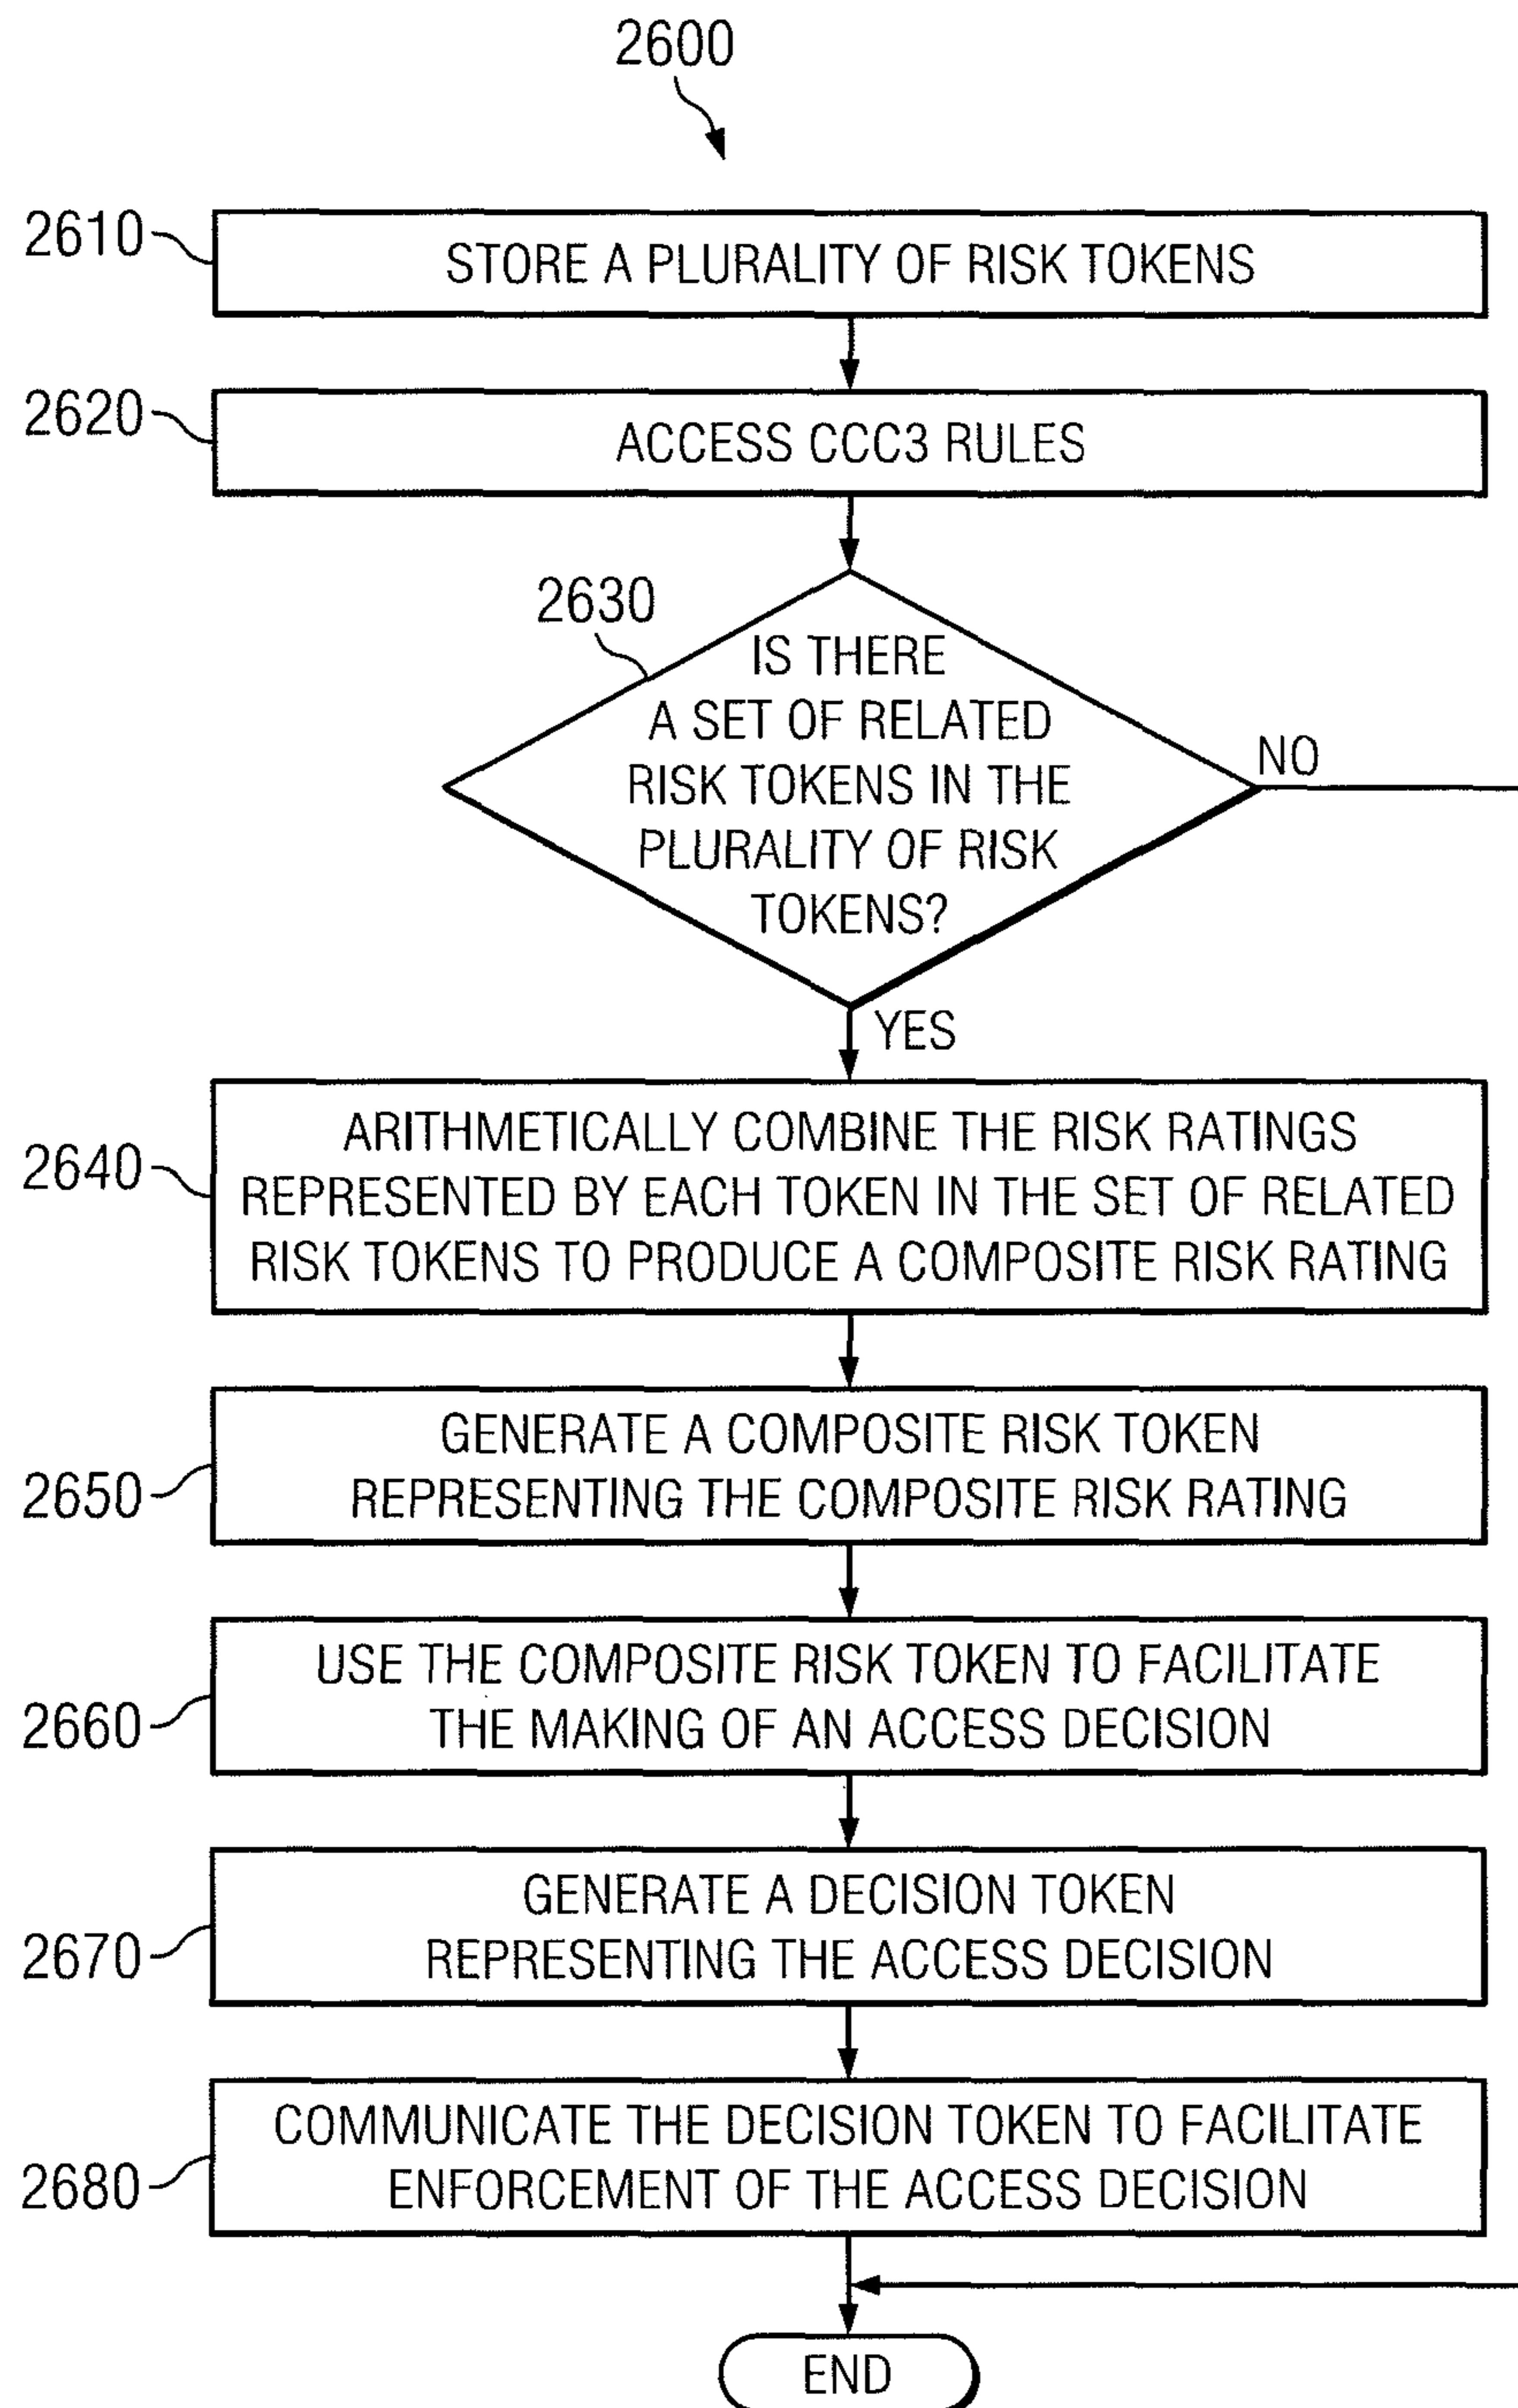 2600
2610
STORE A PLURALITY OF RISK TOKENS
2620
ACCESS CCC3 RULES
2630
IS THERE
A SET OF RELATED
RISK TOKENS IN THE
PLURALITY OF RISK
TOKENS?
NO
YES
2640
ARITHMETICALLY COMBINE THE RISK RATINGS
REPRESENTED BY EACH TOKEN IN THE SET OF RELATED
RISK TOKENS TO PRODUCE A COMPOSITE RISK RATING
2650
GENERATE A COMPOSITE RISK TOKEN
REPRESENTING THE COMPOSITE RISK RATING
2660
USE THE COMPOSITE RISK TOKEN TO FACILITATE
THE MAKING OF AN ACCESS DECISION
2670
GENERATE A DECISION TOKEN
REPRESENTING THE ACCESS DECISION
2680
COMMUNICATE THE DECISION TOKEN TO FACILITATE
ENFORCEMENT OF THE ACCESS DECISION
END